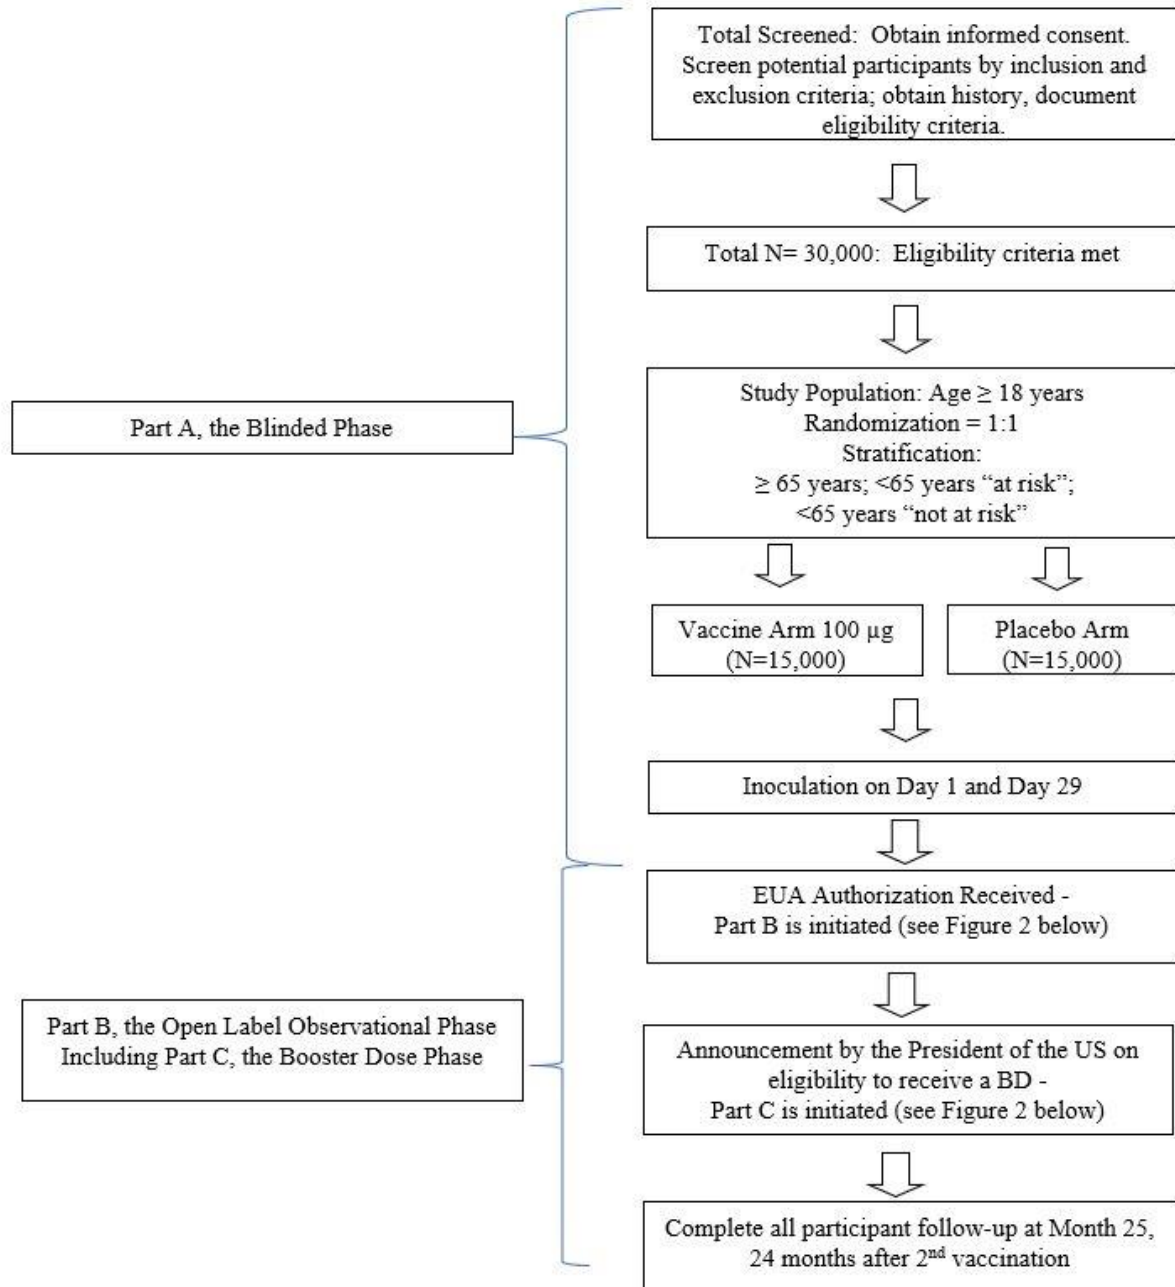 Total Screened: Obtain informed consent.
Screen potential participants by inclusion and
exclusion criteria; obtain history, document
eligibility criteria.
Total N= 30,000: Eligibility criteria met
Part A, the Blinded Phase
Study Population: Age ≥ 18 years
Randomization = 1:1
Stratification:
≥ 65 years; <65 years “at risk”;
<65 years “not at risk”
Vaccine Arm 100 µg
(N=15,000)
Placebo Arm
(N=15,000)
Inoculation on Day 1 and Day 29
EUA Authorization Received -
Part B is initiated (see Figure 2 below)
Part B, the Open Label Observational Phase
Including Part C, the Booster Dose Phase
Announcement by the President of the US on
eligibility to receive a BD -
Part C is initiated (see Figure 2 below)
Complete all participant follow-up at Month 25,
24 months after 2nd vaccination